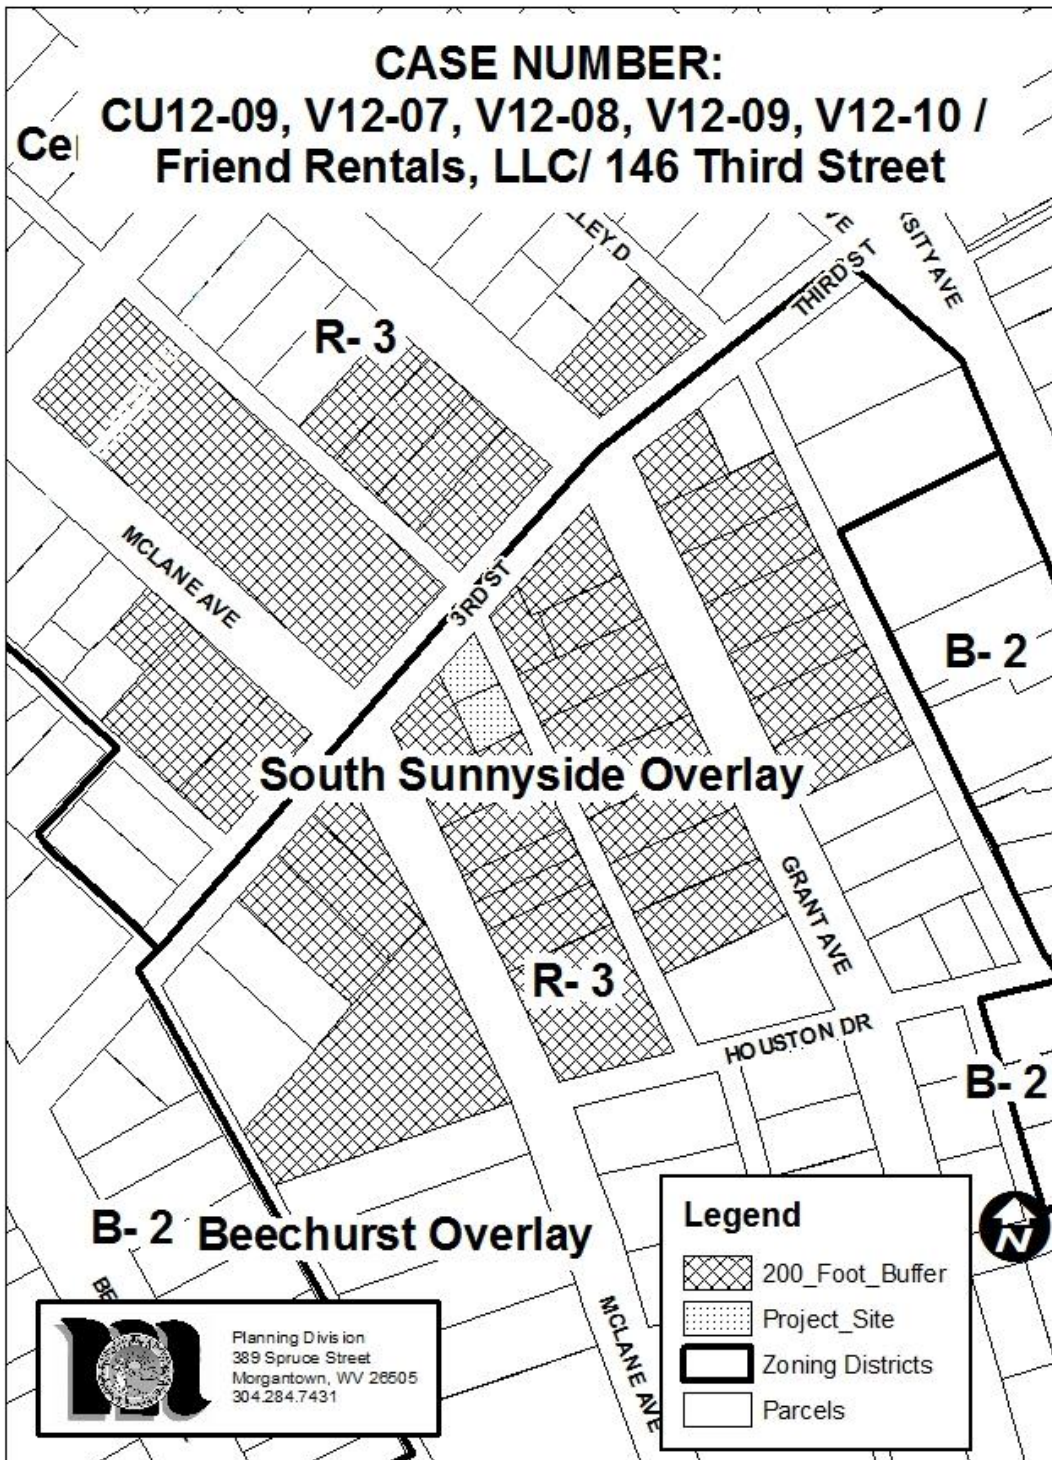 CASE NUMBER:
CU12-09, V12-07, V12-08, V12-09, V12-10 /
Friend Rentals, LLC/ 146 Third Street
R- 3
THIRD ST
MCLANE AVE
3RD ST
B- 2
South Sunnyside Overlay
GRANT AVE
R- 3
HOUSTON DR
B- 2
B- 2 Beechurst Overlay
MCLANE AVE
Legend
200_Foot_Buffer
Project_Site
Zoning Districts
Parcels
N
Planning Division
389 Spruce Street
Morgantown, WV 26505
304.284.7431